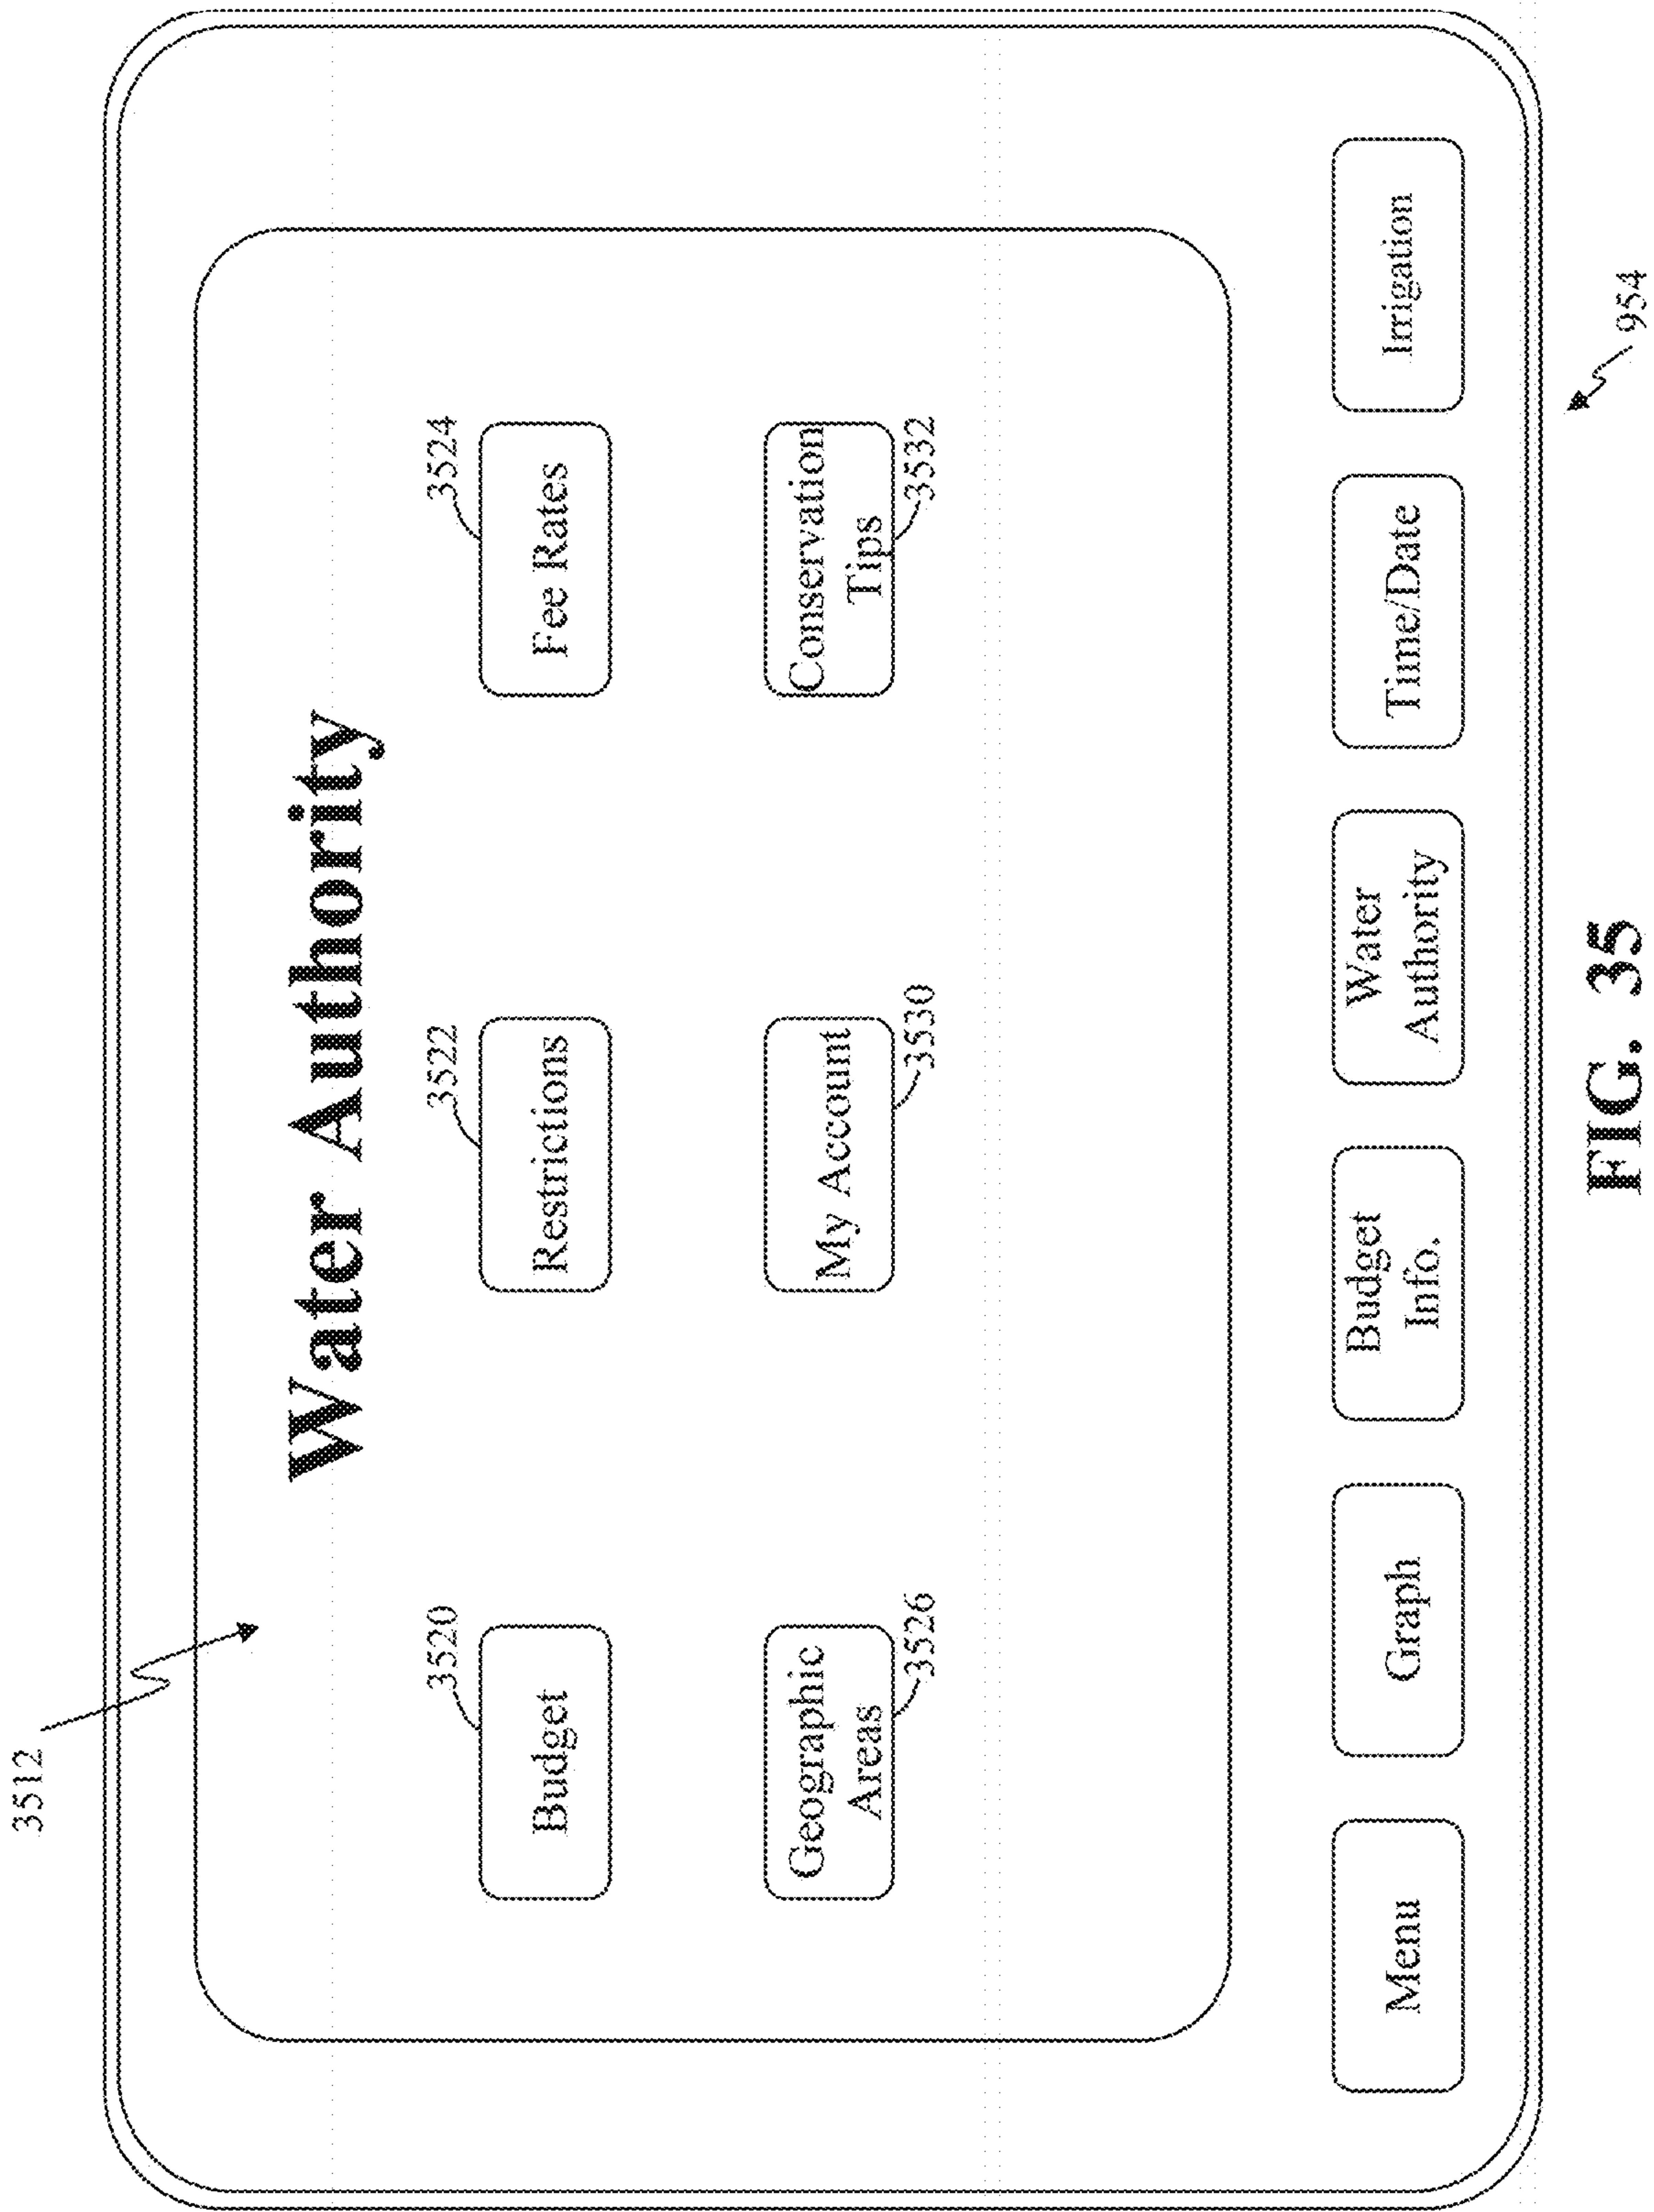 3512
Water Authority
3520
3522
3524
Budget
Restrictions
Fee Rates
Geographic
Areas
My Account
Conservation
Tips
3526
3530
3532
Menu
Graph
Budget
Info.
Water
Authority
Time/Date
Irrigation
954
FIG. 35